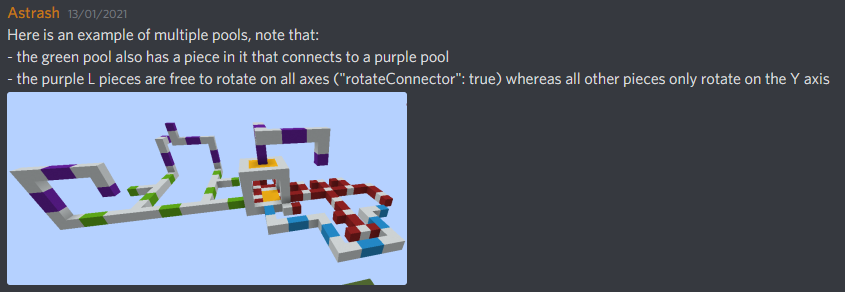 Astrash 13/01/2021
Here is an example of multiple pools, note that:
- the green pool also has a piece in it that connects to a purple pool
- the purple L pieces are free to rotate on all axes ("rotateConnector": true) whereas all other pieces only rotate on the Y axis